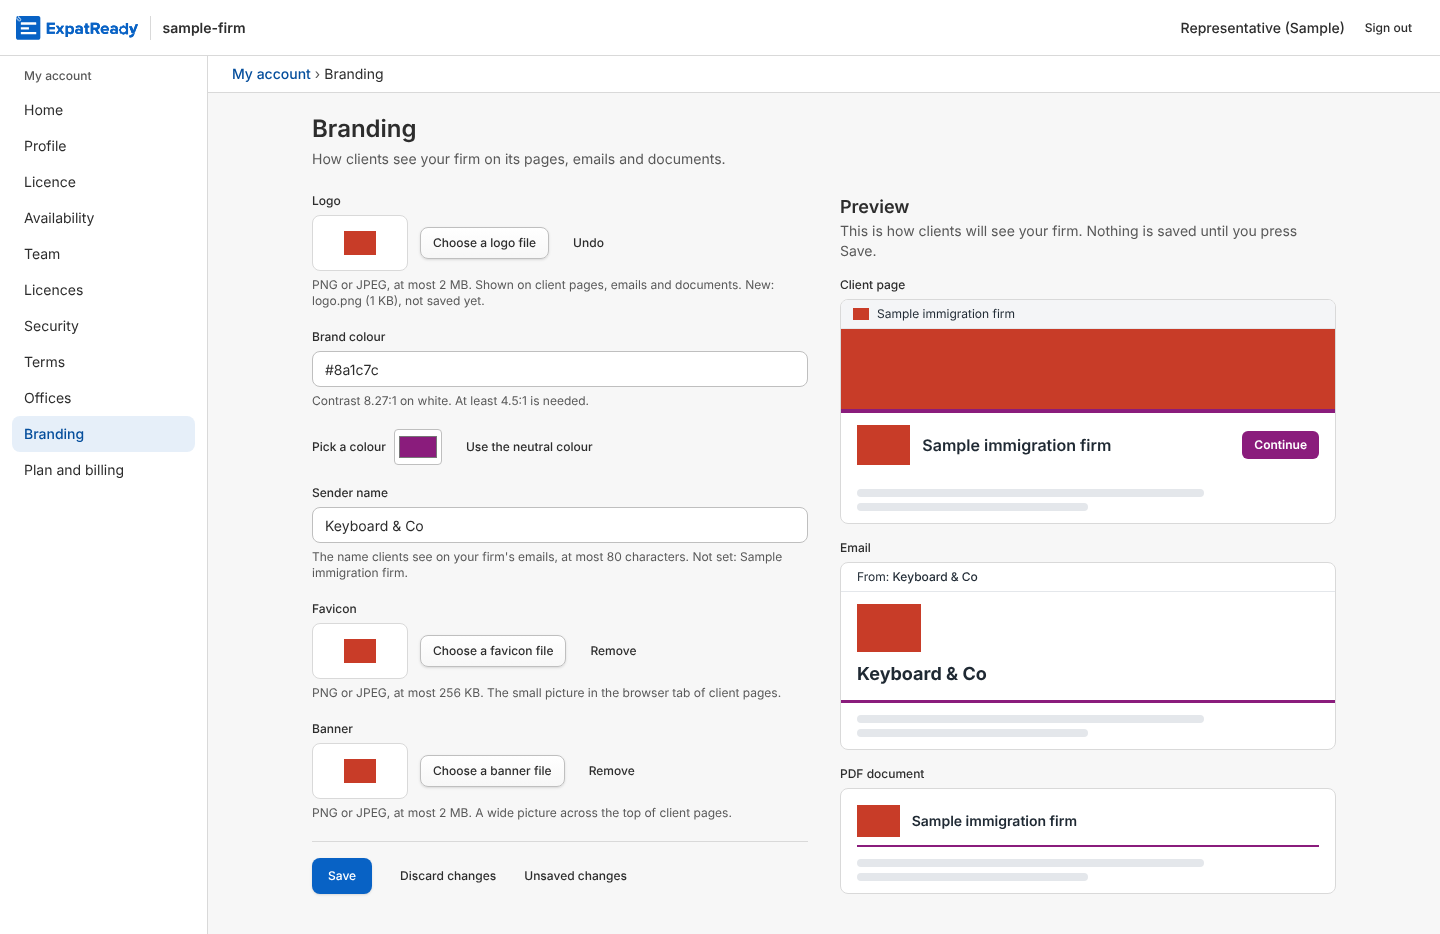 ExpatReady
sample-firm
Representative (Sample)
Sign out
My account
Home
Profile
Licence
Availability
Team
Licences
Security
Terms
Offices
Branding
Plan and billing
My account › Branding
Branding
How clients see your firm on its pages, emails and documents.
Logo
Choose a logo file
Undo
PNG or JPEG, at most 2 MB. Shown on client pages, emails and documents. New:
logo.png (1 KB), not saved yet.
Brand colour
#8a1c7c
Contrast 8.27:1 on white. At least 4.5:1 is needed.
Pick a colour
Use the neutral colour
Sender name
Keyboard & Co
The name clients see on your firm's emails, at most 80 characters. Not set: Sample
immigration firm.
Favicon
Choose a favicon file
Remove
PNG or JPEG, at most 256 KB. The small picture in the browser tab of client pages.
Banner
Choose a banner file
Remove
PNG or JPEG, at most 2 MB. A wide picture across the top of client pages.
Save
Discard changes
Unsaved changes
Preview
This is how clients will see your firm. Nothing is saved until you press
Save.
Client page
Sample immigration firm
Sample immigration firm
Continue
Email
From: Keyboard & Co
Keyboard & Co
PDF document
Sample immigration firm